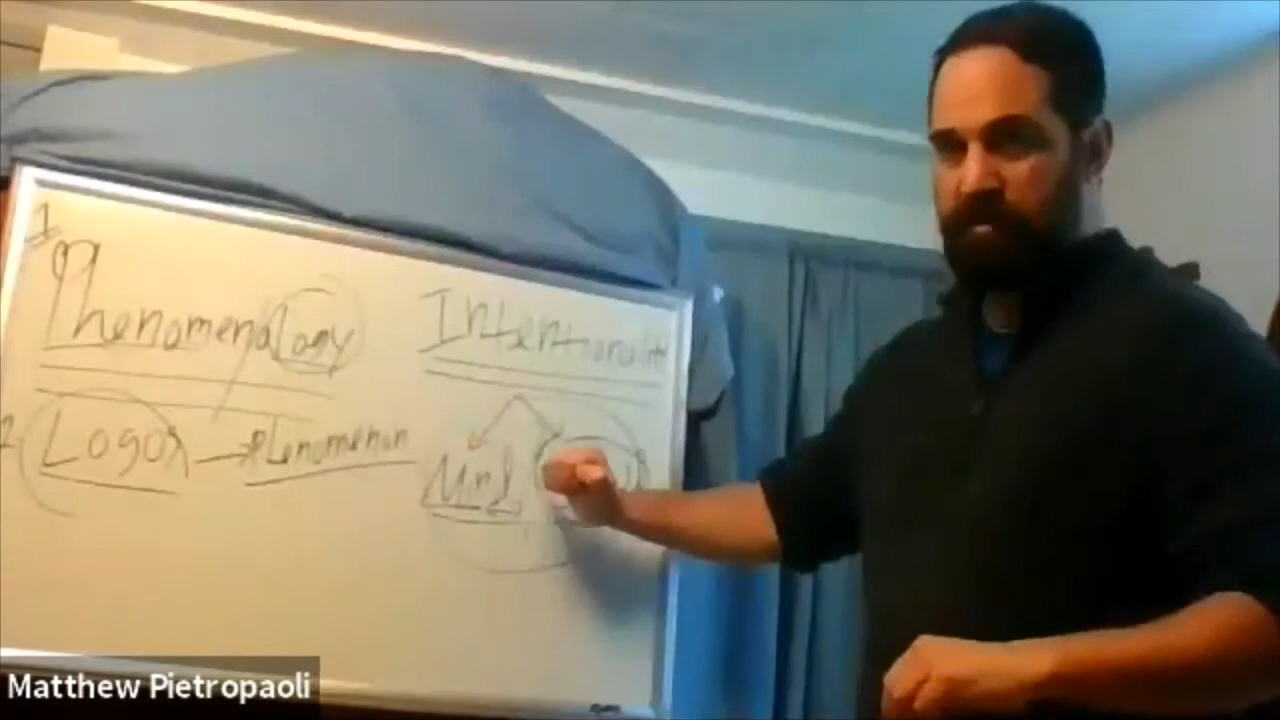 1
Phenomenology
Intentionality
2 Logos → Phenomenon
Mind
Matthew Pietropaoli